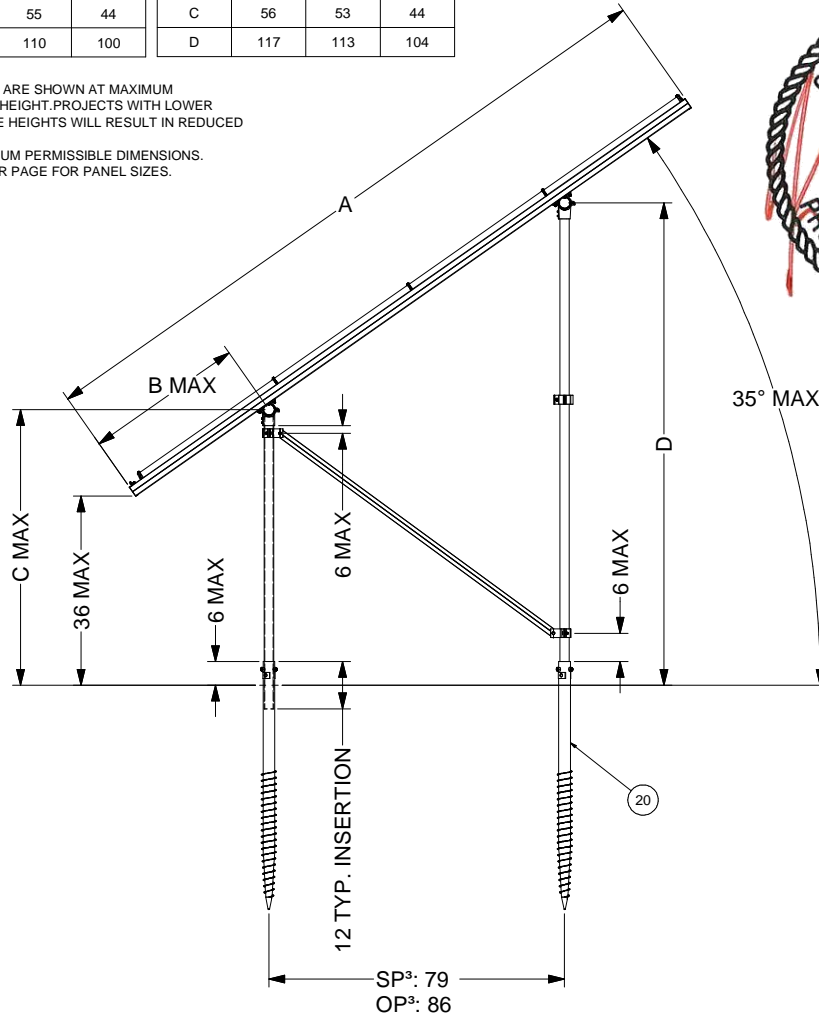 55 44
110 100
C 56 53 44
D 117 113 104
ARE SHOWN AT MAXIMUM
HEIGHT.PROJECTS WITH LOWER
HEIGHTS WILL RESULT IN REDUCED
UM PERMISSIBLE DIMENSIONS.
R PAGE FOR PANEL SIZES.
A
B MAX
35° MAX
D
C MAX
36 MAX
6 MAX
6 MAX
6 MAX
12 TYP. INSERTION
20
SP³: 79
OP³: 86